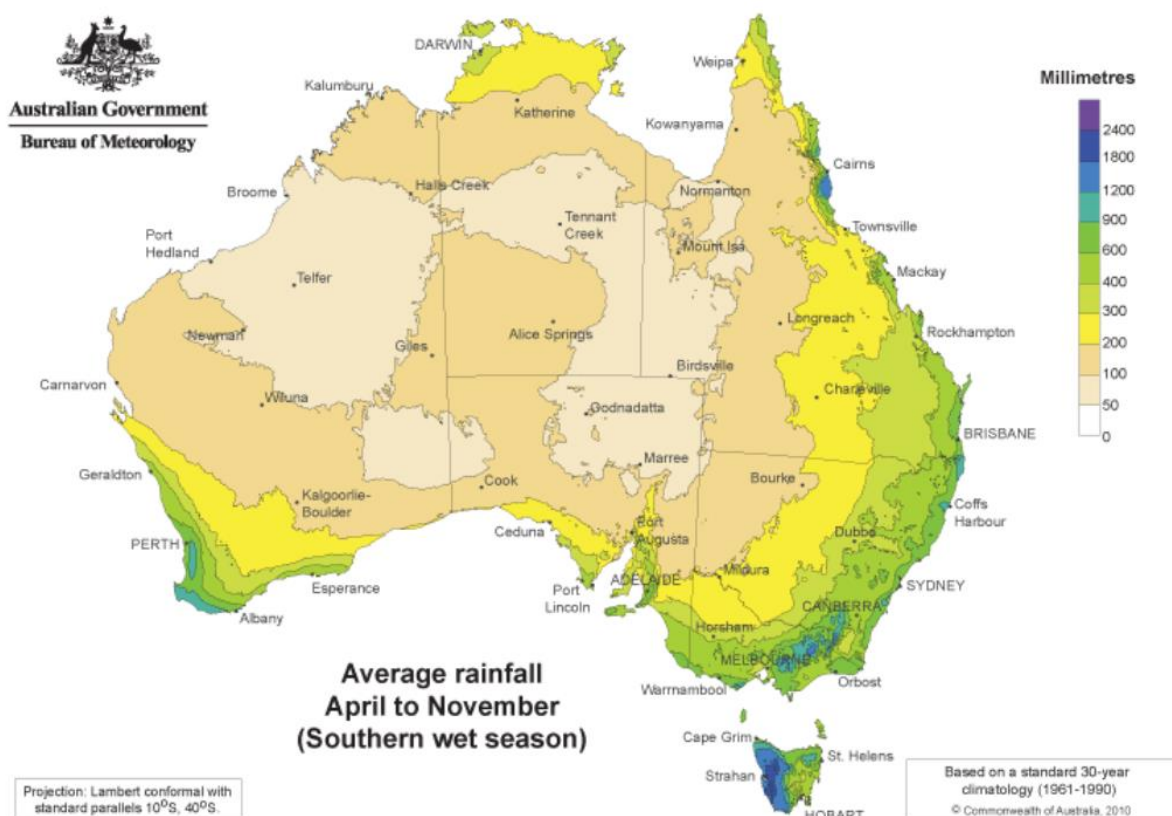 Australian Government
Bureau of Meteorology
DARWIN
Kalumburu
Katherine
Weipa
Kowanyama
Cairns
Broome
Halls Creek
Normanton
Port
Hedland
Tennant
Creek
Mount Isa
Townsville
Mackay
Telfer
Newman
Giles
Alice Springs
Longreach
Rockhampton
Birdsville
Carnarvon
Wiluna
Godnadatta
Charleville
BRISBANE
Geraldton
Kalgoorlie-
Boulder
Cook
Marree
Bourke
Coffs
Harbour
PERTH
Ceduna
Port
Augusta
Dubbo
Esperance
Albany
Port
Lincoln
ADELAIDE
Mildura
SYDNEY
CANBERRA
Horsham
MELBOURNE
Warrnambool
Orbost
Cape Grim
St. Helens
Strahan
HOBART
Millimetres
2400
1800
1200
900
600
400
300
200
100
50
0
Average rainfall
April to November
(Southern wet season)
Projection: Lambert conformal with
standard parallels 10°S, 40°S.
Based on a standard 30-year
climatology (1961-1990)
© Commonwealth of Australia, 2010